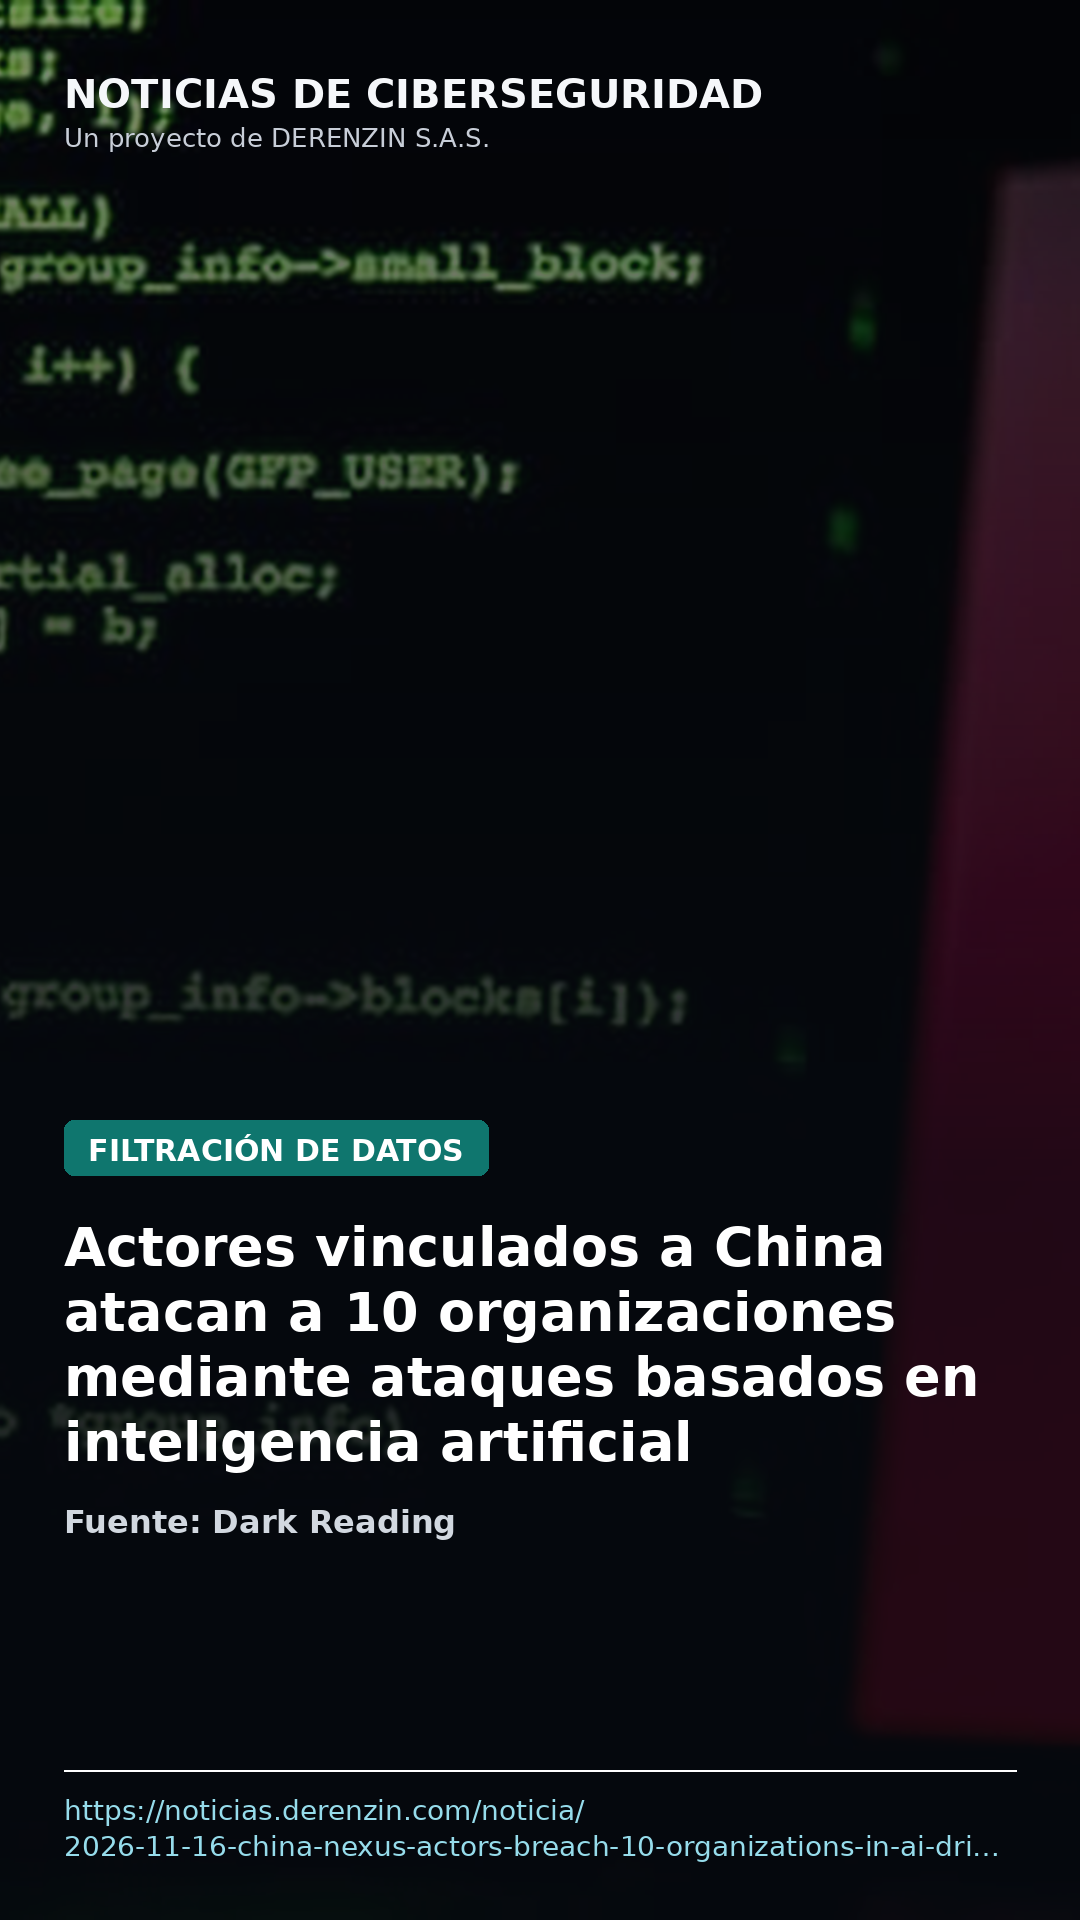 size;
s;
NOTICIAS DE CIBERSEGURIDAD
Un proyecto de DERENZIN S.A.S.
ALL)
group_info->small_block;
i++) {
se_page(GFP_USER);
rtial_alloc;
] = b;
group_info->blocks[i]);
FILTRACIÓN DE DATOS
Actores vinculados a China
atacan a 10 organizaciones
mediante ataques basados en
inteligencia artificial
Fuente: Dark Reading
https://noticias.derenzin.com/noticia/
2026-11-16-china-nexus-actors-breach-10-organizations-in-ai-dri...